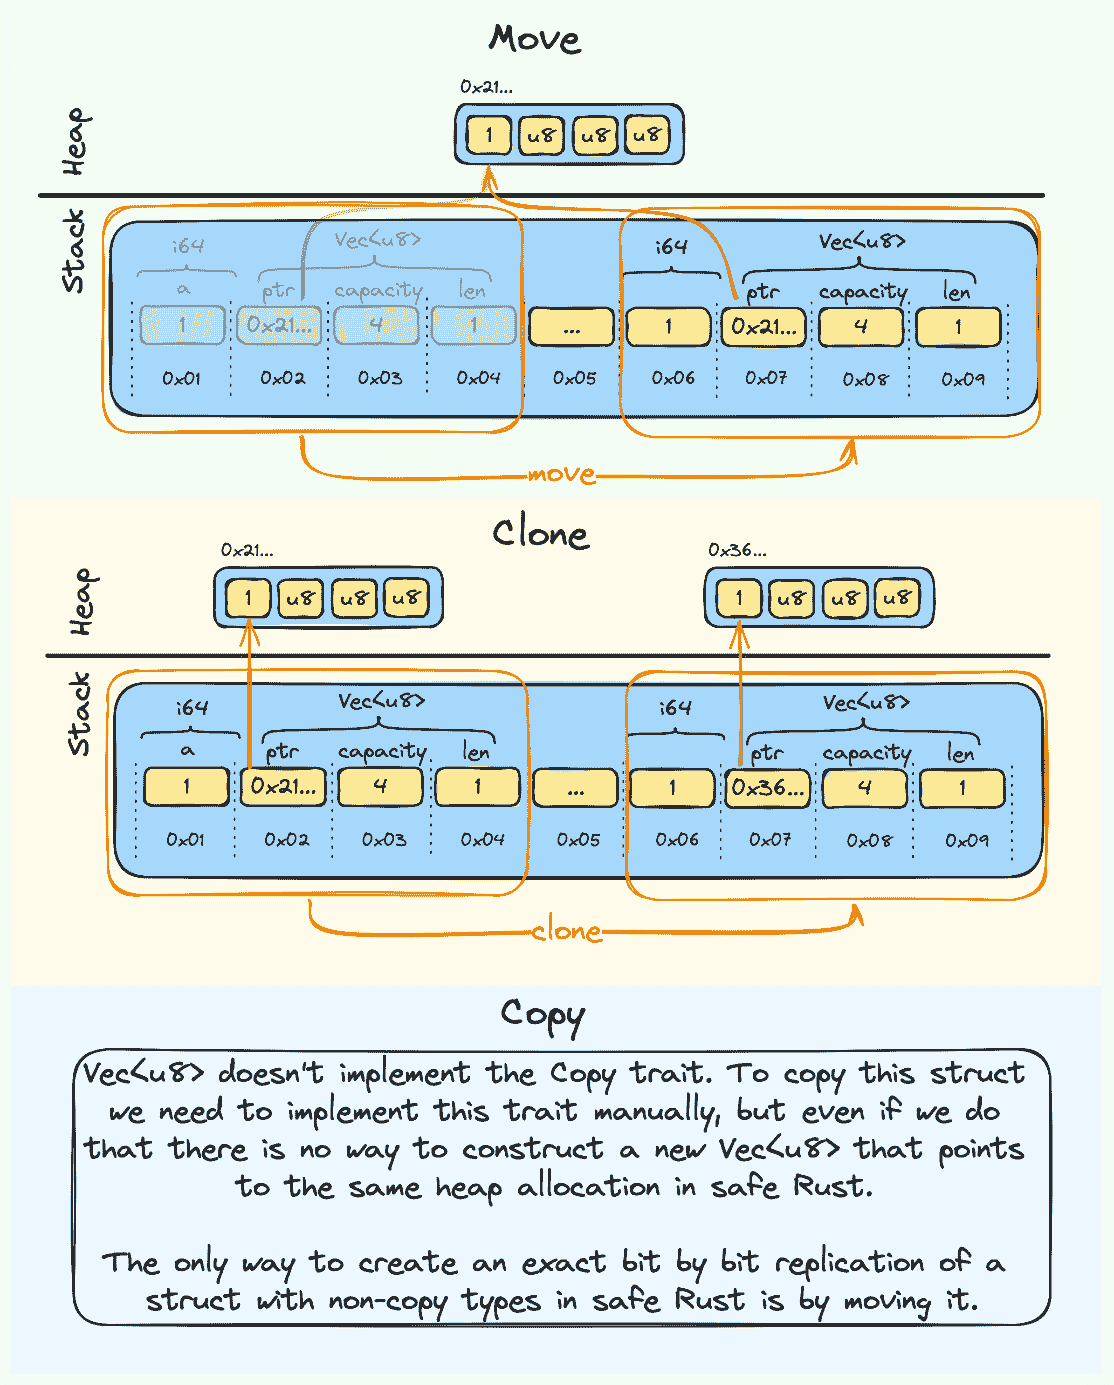 Move
0x21...
Heap
1 u8 u8 u8
Stack
i64 Vec<u8> i64 Vec<u8>
a ptr capacity len ptr capacity len
1 0x21... 4 1 ... 1 0x21... 4 1
0x01 0x02 0x03 0x04 0x05 0x06 0x07 0x08 0x09
move
Clone
0x21... 0x36...
Heap
1 u8 u8 u8 1 u8 u8 u8
Stack
i64 Vec<u8> i64 Vec<u8>
a ptr capacity len ptr capacity len
1 0x21... 4 1 ... 1 0x36... 4 1
0x01 0x02 0x03 0x04 0x05 0x06 0x07 0x08 0x09
clone
Copy
Vec<u8> doesn't implement the Copy trait. To copy this struct
we need to implement this trait manually, but even if we do
that there is no way to construct a new Vec<u8> that points
to the same heap allocation in safe Rust.
The only way to create an exact bit by bit replication of a
struct with non-copy types in safe Rust is by moving it.